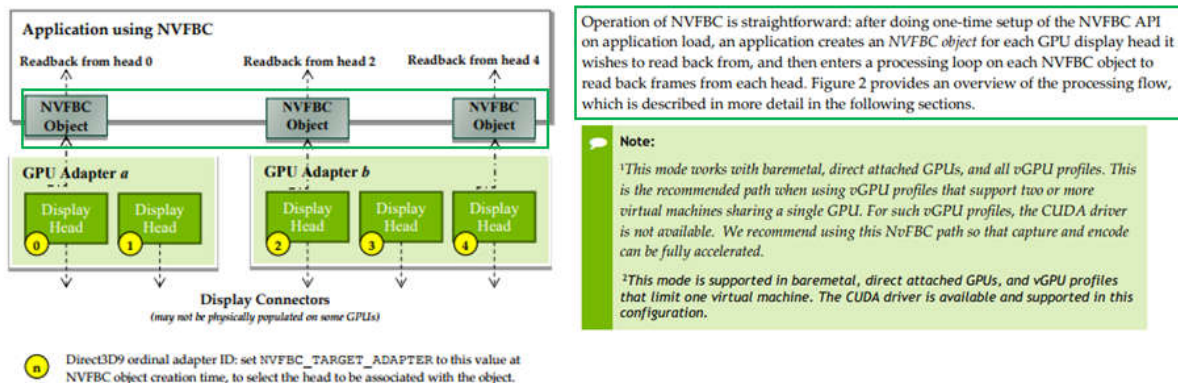 Application using NVFBC
Readback from head 0
Readback from head 2
Readback from head 4
NVFBC
Object
NVFBC
Object
NVFBC
Object
GPU Adapter a
GPU Adapter b
Display
Head
0
Display
Head
1
Display
Head
2
Display
Head
3
Display
Head
4
Display Connectors
(may not be physically populated on some GPUs)
n
Direct3D9 ordinal adapter ID: set NVFBC_TARGET_ADAPTER to this value at
NVFBC object creation time, to select the head to be associated with the object.
Operation of NVFBC is straightforward: after doing one-time setup of the NVFBC API
on application load, an application creates an NVFBC object for each GPU display head it
wishes to read back from, and then enters a processing loop on each NVFBC object to
read back frames from each head. Figure 2 provides an overview of the processing flow,
which is described in more detail in the following sections.
Note:
¹This mode works with baremetal, direct attached GPUs, and all vGPU profiles. This
is the recommended path when using vGPU profiles that support two or more
virtual machines sharing a single GPU. For such vGPU profiles, the CUDA driver
is not available. We recommend using this NvFBC path so that capture and encode
can be fully accelerated.
²This mode is supported in baremetal, direct attached GPUs, and vGPU profiles
that limit one virtual machine. The CUDA driver is available and supported in this
configuration.